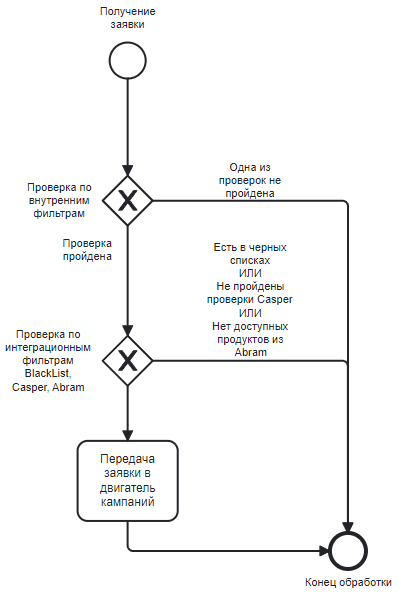 Получение
заявки
Проверка по
внутренним
фильтрам
Одна из
проверок не
пройдена
Проверка
пройдена
Есть в черных
списках
ИЛИ
Не пройдены
проверки Casper
ИЛИ
Нет доступных
продуктов из
Abram
Проверка по
интеграционным
фильтрам
BlackList,
Casper, Abram
Передача
заявки в
двигатель
кампаний
Конец обработки